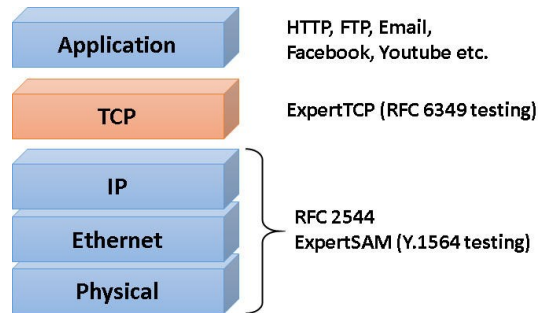 Application
HTTP, FTP, Email,
Facebook, Youtube etc.
TCP
ExpertTCP (RFC 6349 testing)
IP
Ethernet
Physical
RFC 2544
ExpertSAM (Y.1564 testing)